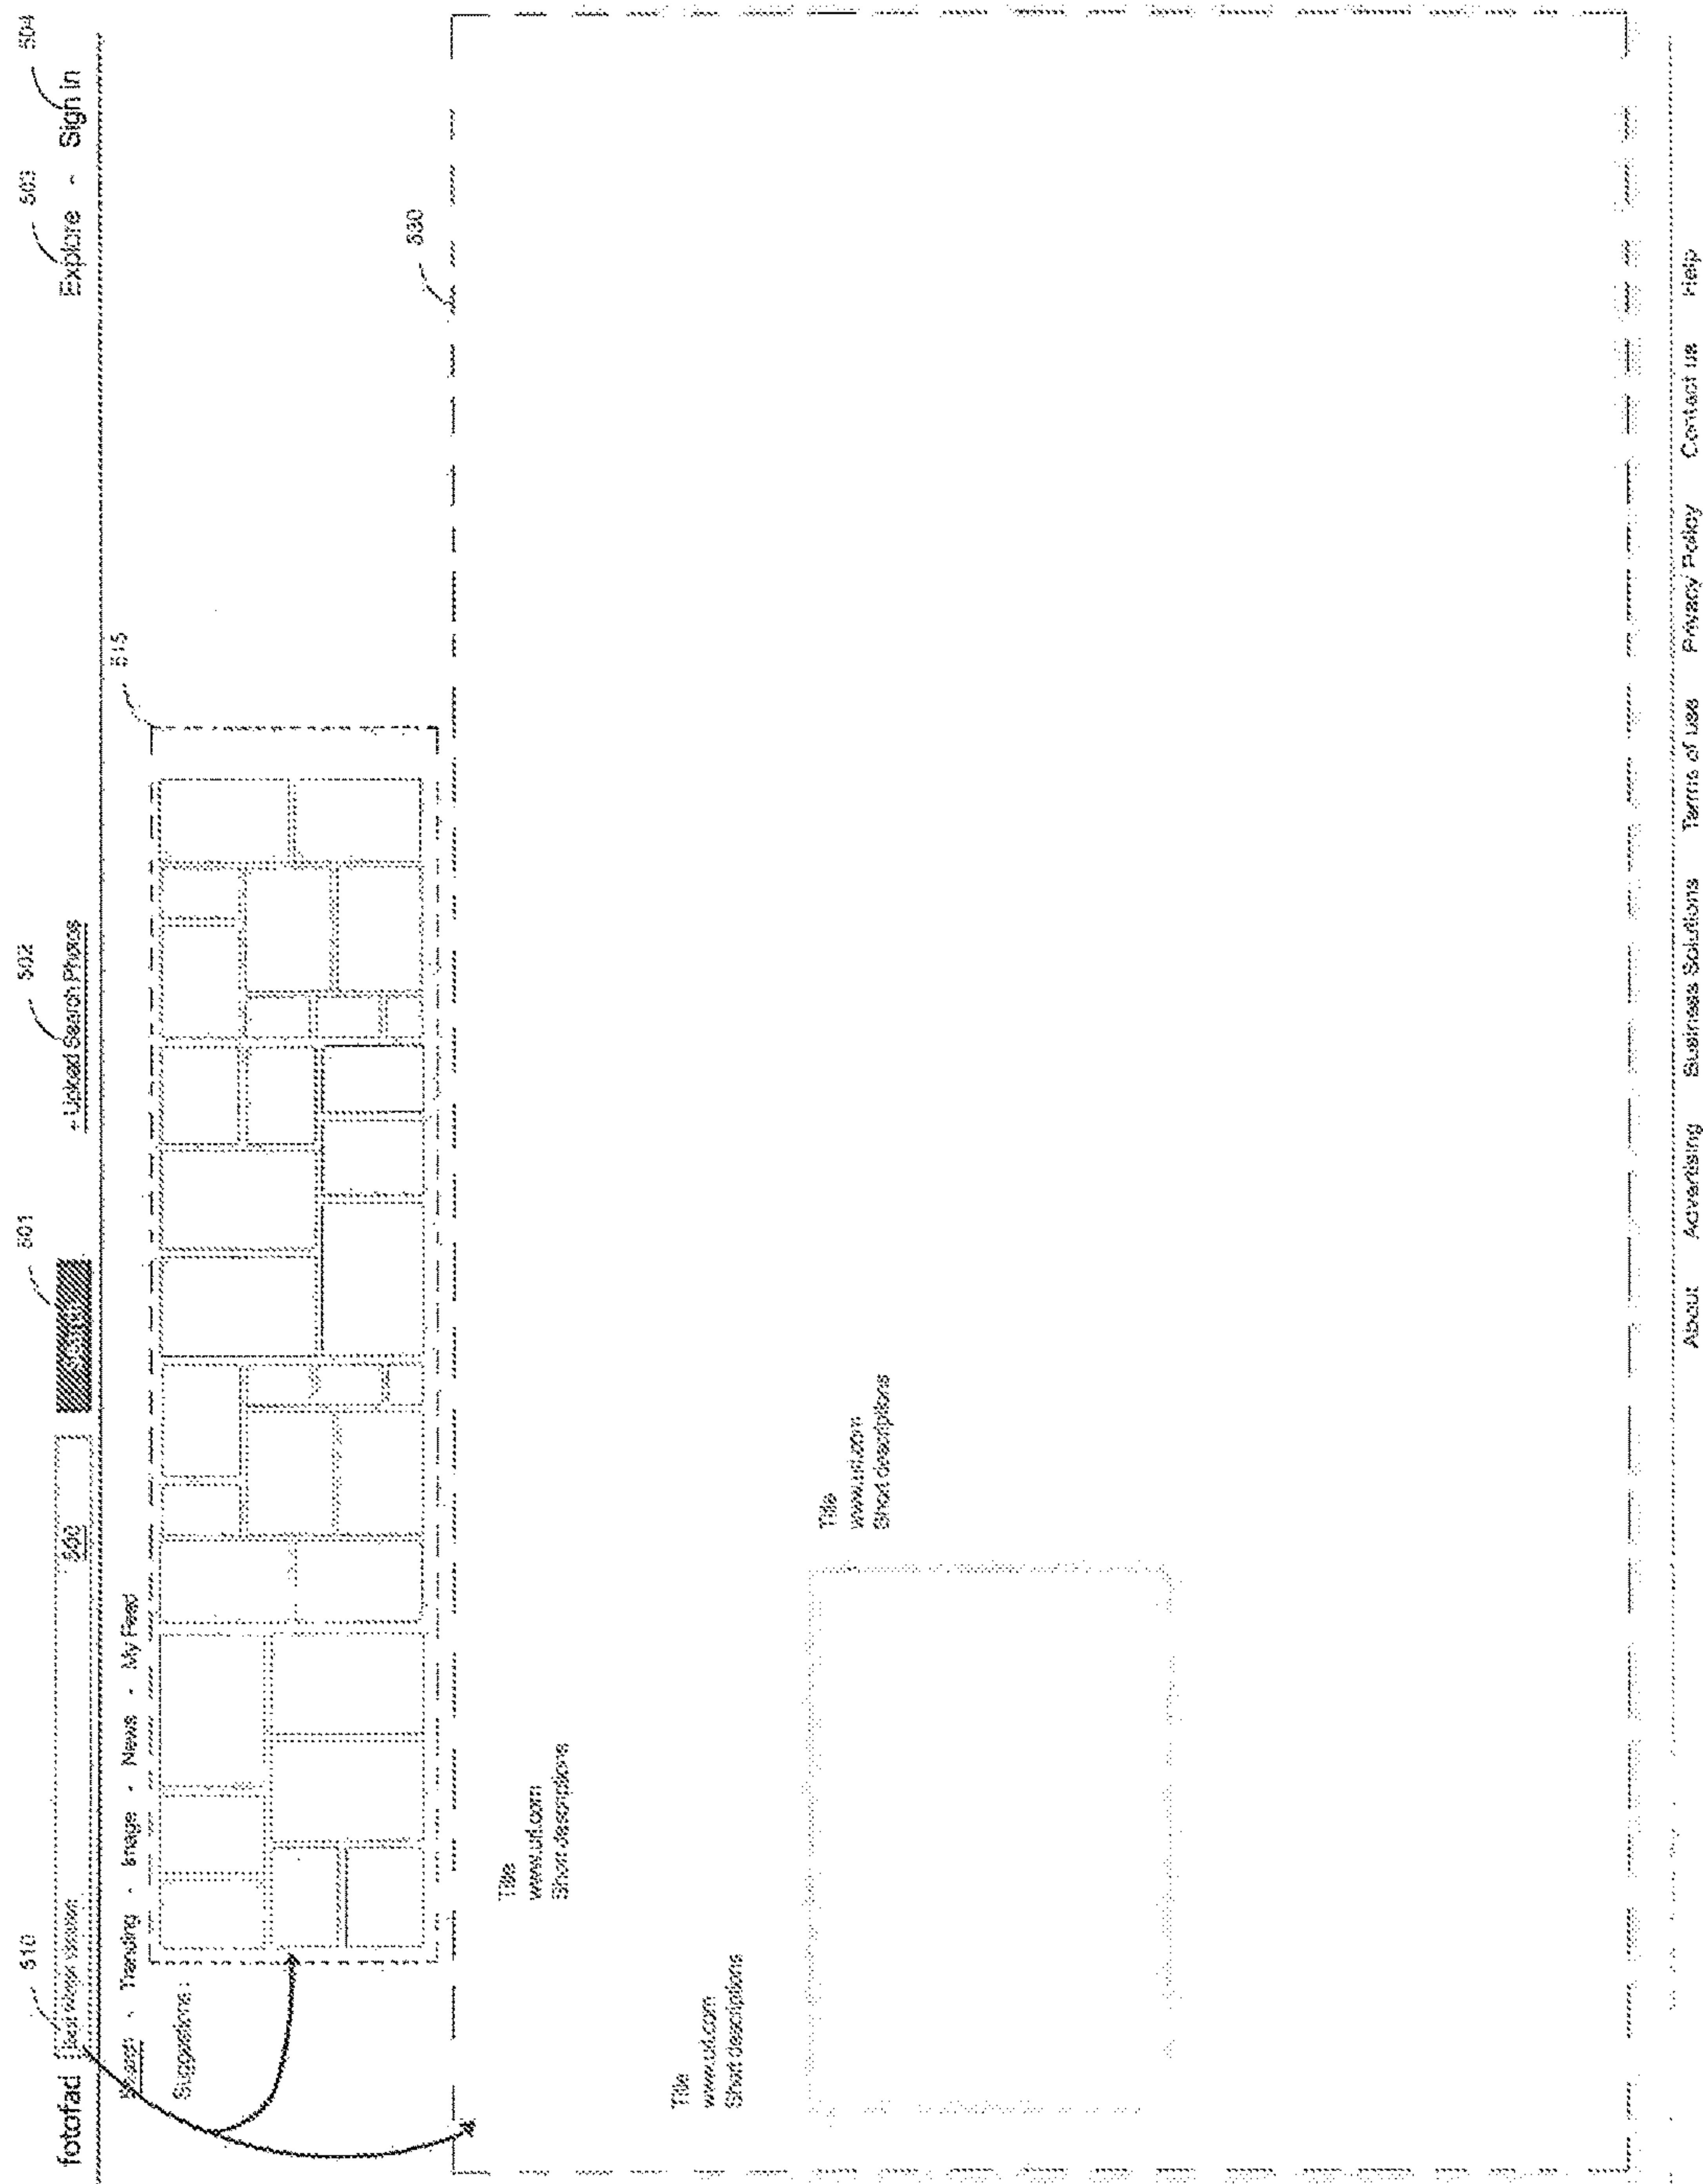 510 501 502 503 504
fotofad Text 500 Upload Search Photos Explore - Sign in
Search - Trending - Image - News - My Feed
515
Suggestions :
530
Title
www.url.com
Short descriptions
Title
www.url.com
Short descriptions
Title
www.url.com
Short descriptions
About Advertising Business Solutions Terms of use Privacy Policy Contact us Help